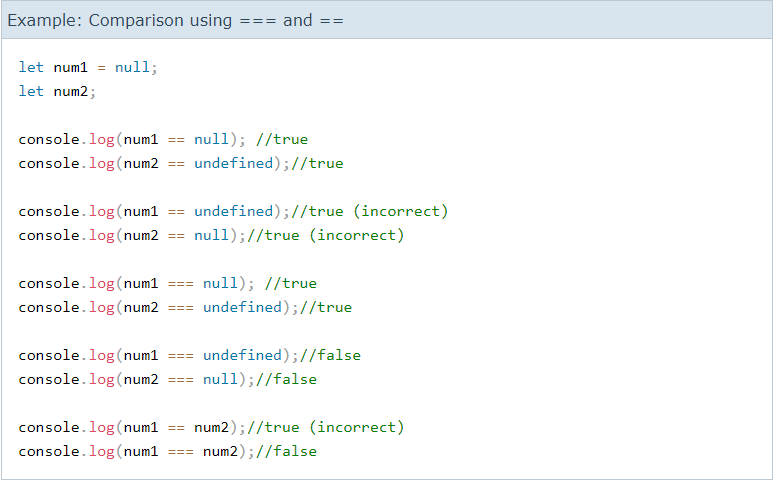 Example: Comparison using === and ==
let num1 = null;
let num2;
console.log(num1 == null); //true
console.log(num2 == undefined);//true
console.log(num1 == undefined);//true (incorrect)
console.log(num2 == null);//true (incorrect)
console.log(num1 === null); //true
console.log(num2 === undefined);//true
console.log(num1 === undefined);//false
console.log(num2 === null);//false
console.log(num1 == num2);//true (incorrect)
console.log(num1 === num2);//false